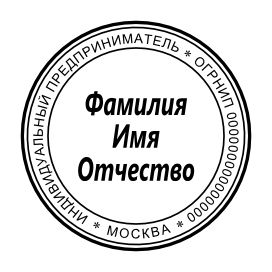 ИНДИВИДУАЛЬНЫЙ ПРЕДПРИНИМАТЕЛЬ * ОГРНИП 000000000000000 * МОСКВА *
Фамилия
Имя
Отчество